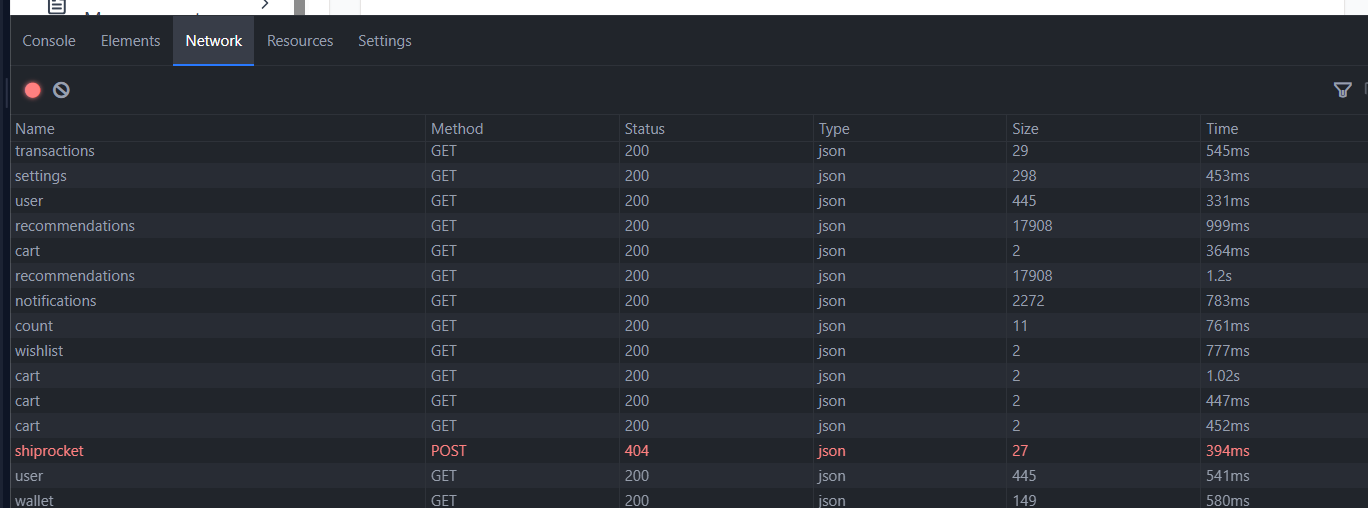 Console Elements Network Resources Settings
Name Method Status Type Size Time
transactions GET 200 json 29 545ms
settings GET 200 json 298 453ms
user GET 200 json 445 331ms
recommendations GET 200 json 17908 999ms
cart GET 200 json 2 364ms
recommendations GET 200 json 17908 1.2s
notifications GET 200 json 2272 783ms
count GET 200 json 11 761ms
wishlist GET 200 json 2 777ms
cart GET 200 json 2 1.02s
cart GET 200 json 2 447ms
cart GET 200 json 2 452ms
shiprocket POST 404 json 27 394ms
user GET 200 json 445 541ms
wallet GET 200 json 149 580ms